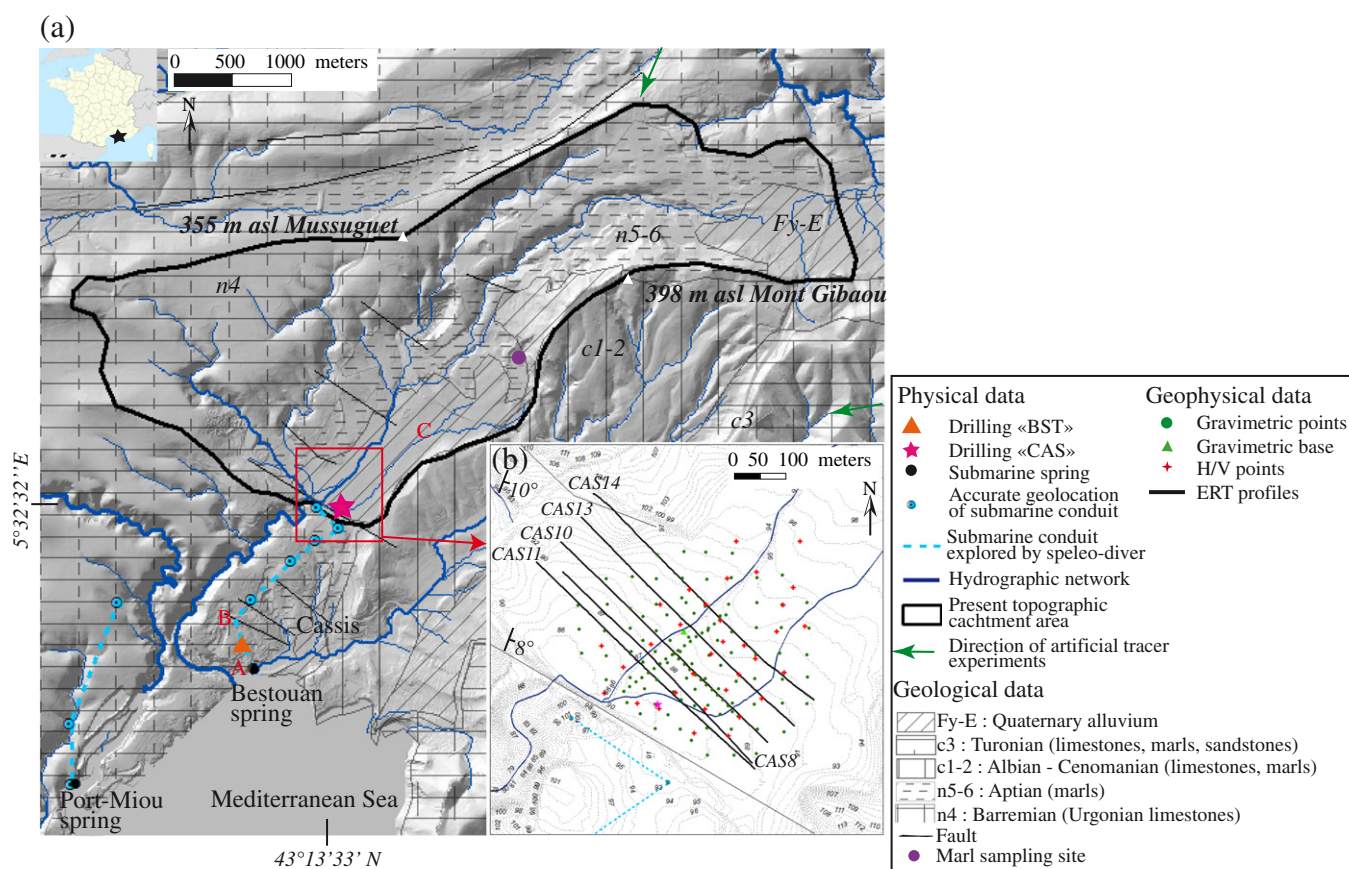 (a)
0 500 1000 meters
N
355 m asl Mussuguet
Fy-E
n5-6
n4
398 m asl Mont Gibaou
c1-2
c3
C
5°32'32''E
B
Cassis
A
Bestouan
spring
Port-Miou
spring
Mediterranean Sea
43°13'33' N
(b)
0 50 100 meters
N
10°
8°
CAS14
CAS13
CAS10
CAS11
CAS8
Physical data
Drilling «BST»
Drilling «CAS»
Submarine spring
Accurate geolocation
of submarine conduit
Submarine conduit
explored by speleo-diver
Hydrographic network
Present topographic
cachtment area
Direction of artificial tracer
experiments
Geophysical data
Gravimetric points
Gravimetric base
H/V points
ERT profiles
Geological data
Fy-E : Quaternary alluvium
c3 : Turonian (limestones, marls, sandstones)
c1-2 : Albian - Cenomanian (limestones, marls)
n5-6 : Aptian (marls)
n4 : Barremian (Urgonian limestones)
Fault
Marl sampling site